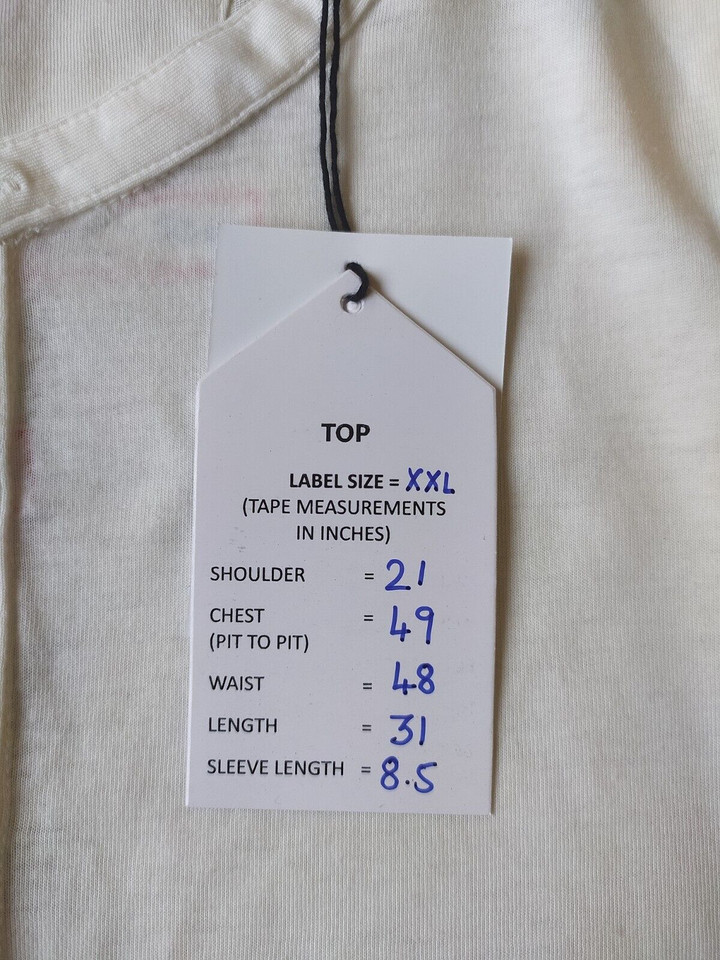 TOP
LABEL SIZE = XXL
(TAPE MEASUREMENTS
IN INCHES)
SHOULDER = 21
CHEST = 49
(PIT TO PIT)
WAIST = 48
LENGTH = 31
SLEEVE LENGTH = 8.5